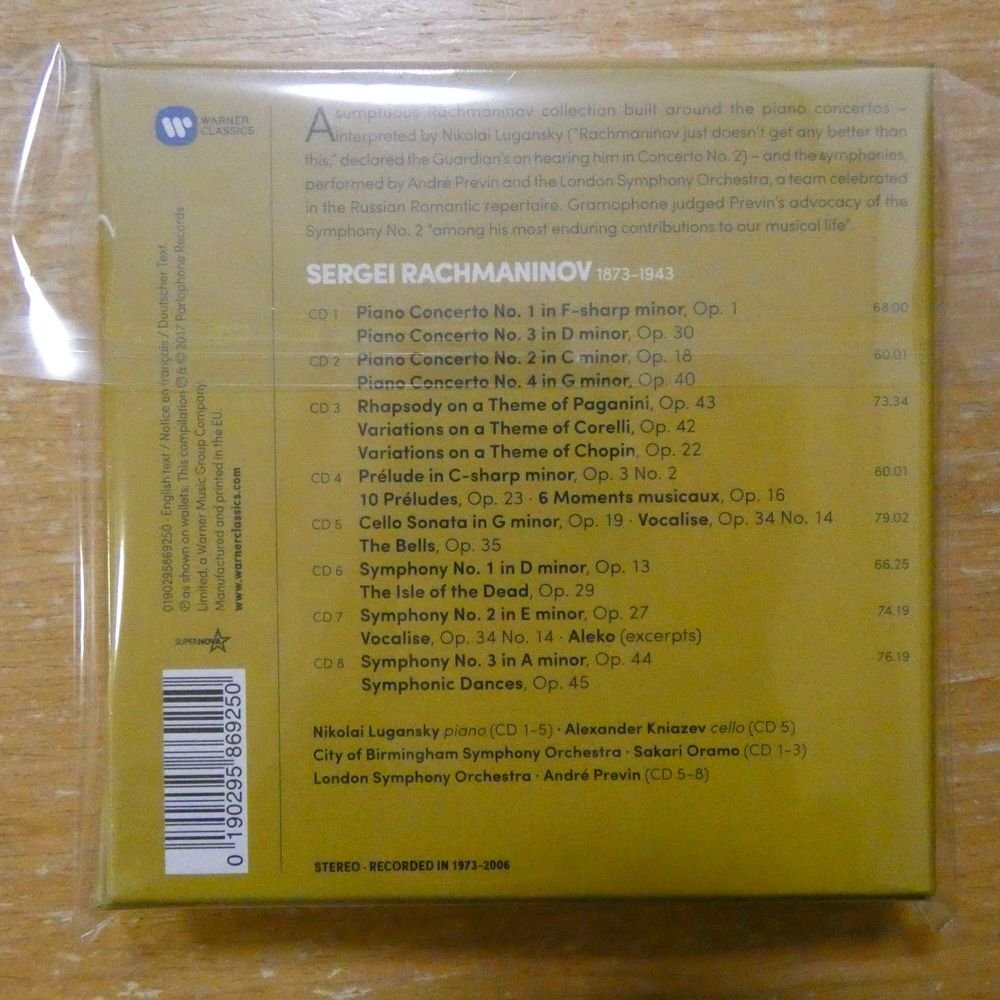 WARNER
CLASSICS
A sumptuous Rachmaninov collection built around the piano concertos –
interpreted by Nikolai Lugansky ("Rachmaninov just doesn't get any better than
this," declared the Guardian's on hearing him in Concerto No. 2) – and the symphonies,
performed by André Previn and the London Symphony Orchestra, a team celebrated
in the Russian Romantic repertoire. Gramophone judged Previn's advocacy of the
Symphony No. 2 "among his most enduring contributions to our musical life".
SERGEI RACHMANINOV 1873–1943
CD 1 Piano Concerto No. 1 in F-sharp minor, Op. 1 68.00
Piano Concerto No. 3 in D minor, Op. 30
CD 2 Piano Concerto No. 2 in C minor, Op. 18 60.01
Piano Concerto No. 4 in G minor, Op. 40
CD 3 Rhapsody on a Theme of Paganini, Op. 43 73.34
Variations on a Theme of Corelli, Op. 42
Variations on a Theme of Chopin, Op. 22
CD 4 Prélude in C-sharp minor, Op. 3 No. 2 60.01
10 Préludes, Op. 23 · 6 Moments musicaux, Op. 16
CD 5 Cello Sonata in G minor, Op. 19 · Vocalise, Op. 34 No. 14 79.02
The Bells, Op. 35
CD 6 Symphony No. 1 in D minor, Op. 13 66.25
The Isle of the Dead, Op. 29
CD 7 Symphony No. 2 in E minor, Op. 27 74.19
Vocalise, Op. 34 No. 14 · Aleko (excerpts)
CD 8 Symphony No. 3 in A minor, Op. 44 76.19
Symphonic Dances, Op. 45
Nikolai Lugansky piano (CD 1–5) · Alexander Kniazev cello (CD 5)
City of Birmingham Symphony Orchestra · Sakari Oramo (CD 1–3)
London Symphony Orchestra · André Previn (CD 5–8)
STEREO · RECORDED IN 1973–2006
0190295869250 English text / Notice en français / Deutscher Text.
℗ as shown on wallets. This compilation ℗ & © 2017 Parlophone Records
Limited, a Warner Music Group Company.
Manufactured and printed in the EU.
www.warnerclassics.com
SUPERNOVA
0 190295 869250